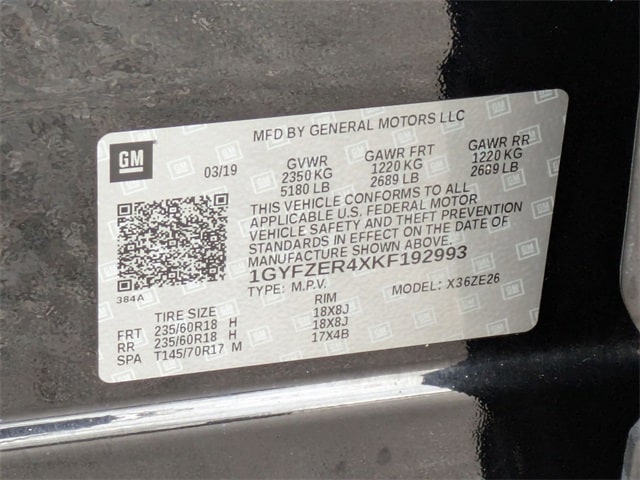 MFD BY GENERAL MOTORS LLC
GM
03/19 GVWR GAWR FRT GAWR RR
2350 KG 1220 KG 1220 KG
5180 LB 2689 LB 2689 LB
THIS VEHICLE CONFORMS TO ALL
APPLICABLE U.S. FEDERAL MOTOR
VEHICLE SAFETY AND THEFT PREVENTION
STANDARDS IN EFFECT ON THE DATE OF
MANUFACTURE SHOWN ABOVE.
1GYFZER4XKF192993
TYPE: M.P.V. MODEL: X36ZE26
384A
TIRE SIZE RIM
FRT 235/60R18 H 18X8J
RR 235/60R18 H 18X8J
SPA T145/70R17 M 17X4B